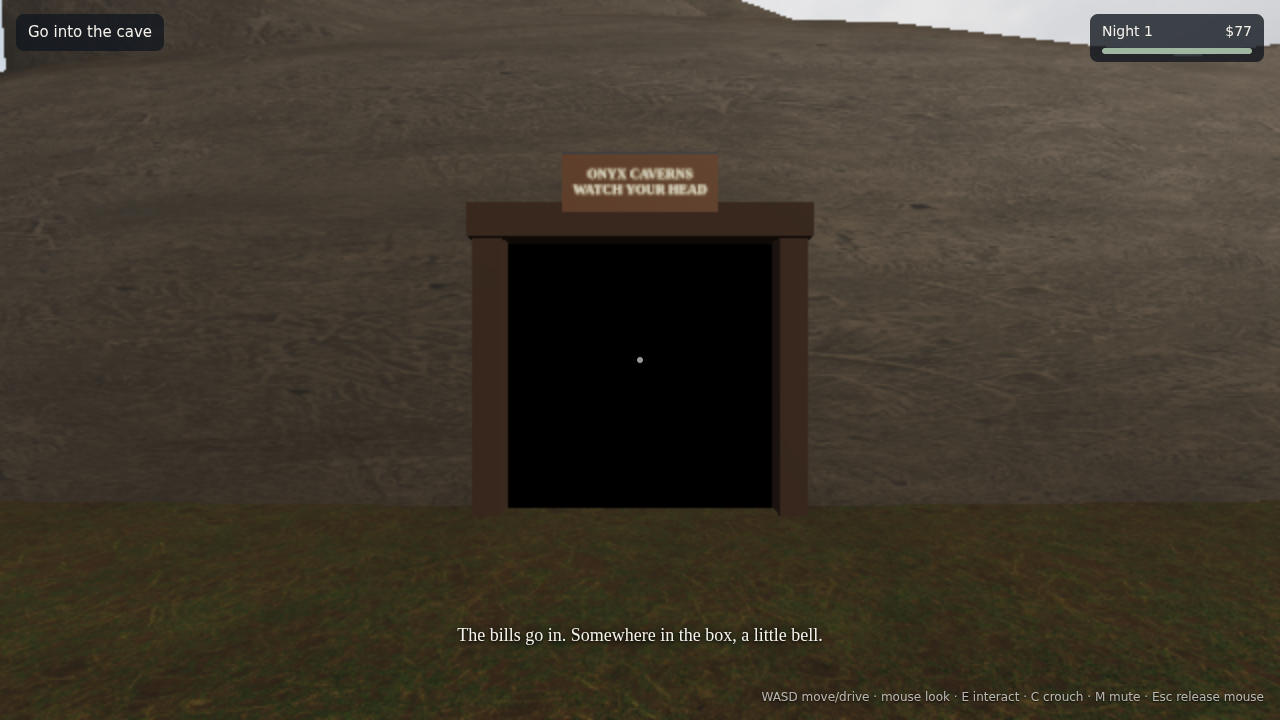 Go into the cave
Night 1 $77
ONYX CAVERNS
WATCH YOUR HEAD
The bills go in. Somewhere in the box, a little bell.
WASD move/drive · mouse look · E interact · C crouch · M mute · Esc release mouse